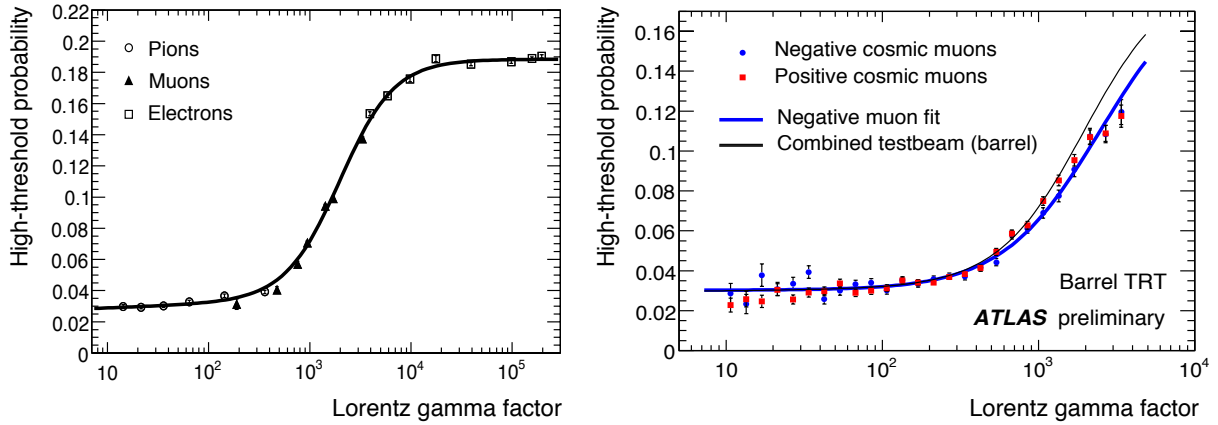 High-threshold probability
0.22
0.2
0.18
0.16
0.14
0.12
0.1
0.08
0.06
0.04
0.02
0
Pions
Muons
Electrons
10 10² 10³ 10⁴ 10⁵
Lorentz gamma factor
High-threshold probability
0.16
0.14
0.12
0.1
0.08
0.06
0.04
0.02
0
Negative cosmic muons
Positive cosmic muons
Negative muon fit
Combined testbeam (barrel)
Barrel TRT
ATLAS preliminary
10 10² 10³ 10⁴
Lorentz gamma factor